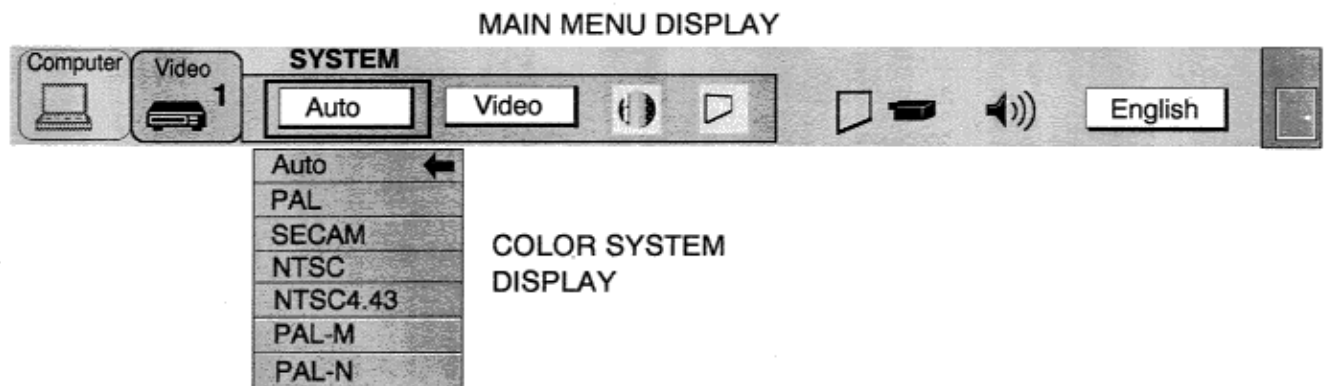 MAIN MENU DISPLAY
Computer
Video
1
SYSTEM
Auto
Video
English
Auto
PAL
SECAM
NTSC
NTSC4.43
PAL-M
PAL-N
COLOR SYSTEM
DISPLAY